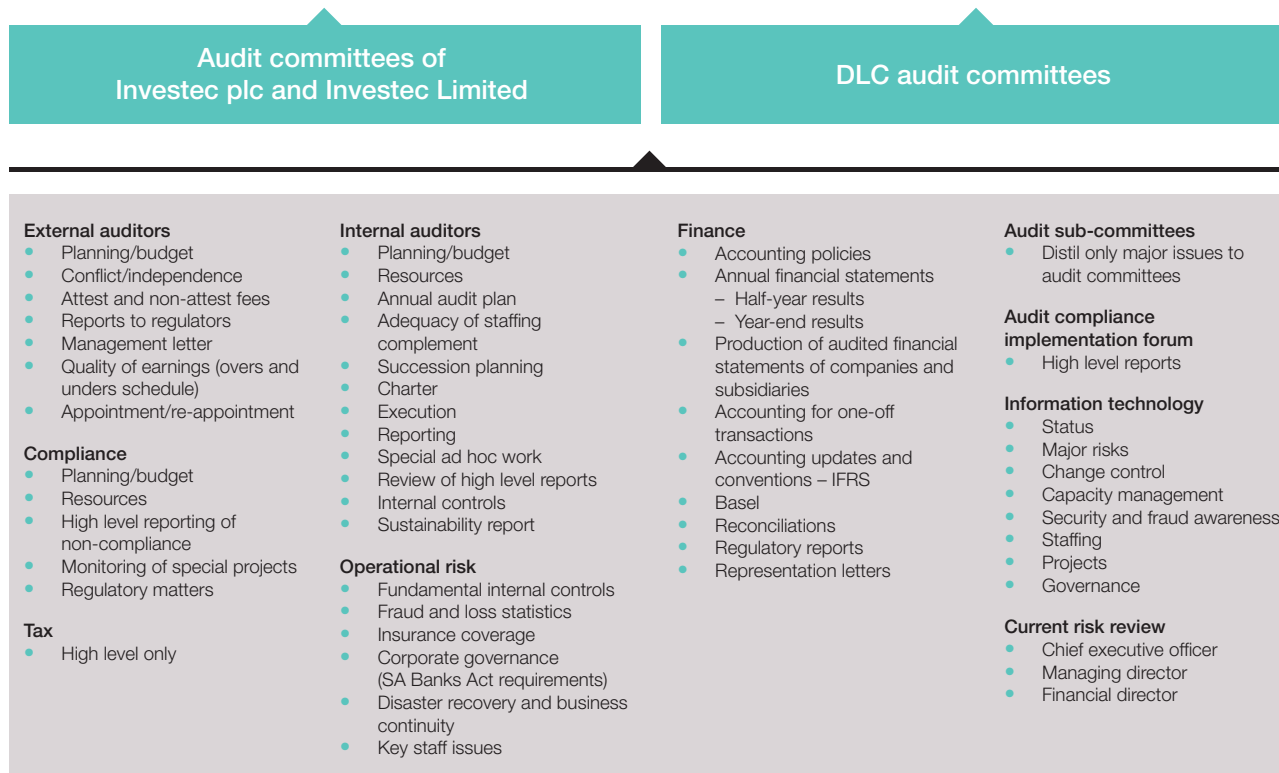 Audit committees of
Investec plc and Investec Limited
DLC audit committees
External auditors
• Planning/budget
• Conflict/independence
• Attest and non-attest fees
• Reports to regulators
• Management letter
• Quality of earnings (overs and
unders schedule)
• Appointment/re-appointment
Compliance
• Planning/budget
• Resources
• High level reporting of
non-compliance
• Monitoring of special projects
• Regulatory matters
Tax
• High level only
Internal auditors
• Planning/budget
• Resources
• Annual audit plan
• Adequacy of staffing
complement
• Succession planning
• Charter
• Execution
• Reporting
• Special ad hoc work
• Review of high level reports
• Internal controls
• Sustainability report
Operational risk
• Fundamental internal controls
• Fraud and loss statistics
• Insurance coverage
• Corporate governance
(SA Banks Act requirements)
• Disaster recovery and business
continuity
• Key staff issues
Finance
• Accounting policies
• Annual financial statements
– Half-year results
– Year-end results
• Production of audited financial
statements of companies and
subsidiaries
• Accounting for one-off
transactions
• Accounting updates and
conventions – IFRS
• Basel
• Reconciliations
• Regulatory reports
• Representation letters
Audit sub-committees
• Distil only major issues to
audit committees
Audit compliance
implementation forum
• High level reports
Information technology
• Status
• Major risks
• Change control
• Capacity management
• Security and fraud awareness
• Staffing
• Projects
• Governance
Current risk review
• Chief executive officer
• Managing director
• Financial director